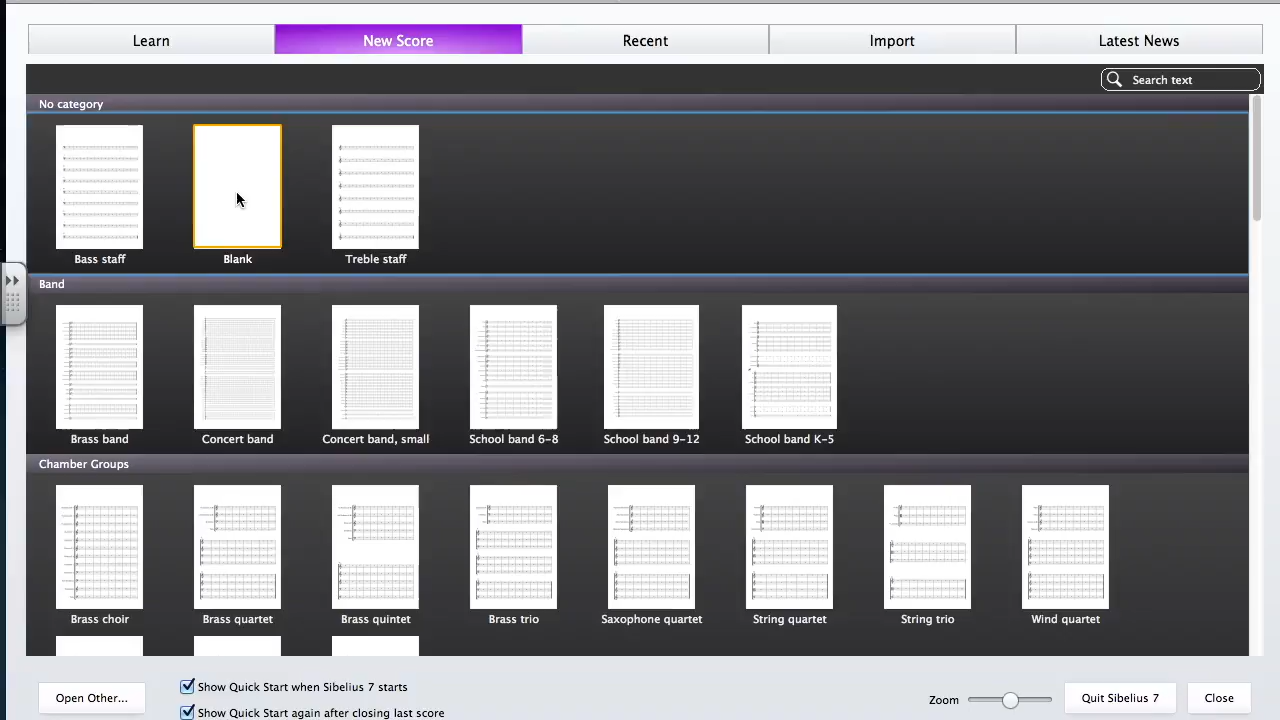 Learn
New Score
Recent
Import
Latest News
Search text
No category
Bass staff
Blank
Treble staff
Band
Brass band
Concert band
Concert band, small
School band 6-8
School band 9-12
School band K-5
Chamber Groups
Brass choir
Brass quartet
Brass quintet
Brass trio
Saxophone quartet
String quartet
String trio
Wind quartet
Open Other...
Show Quick Start when Sibelius 7 starts
Show Quick Start again after closing last score
Zoom
Quit Sibelius 7
Close